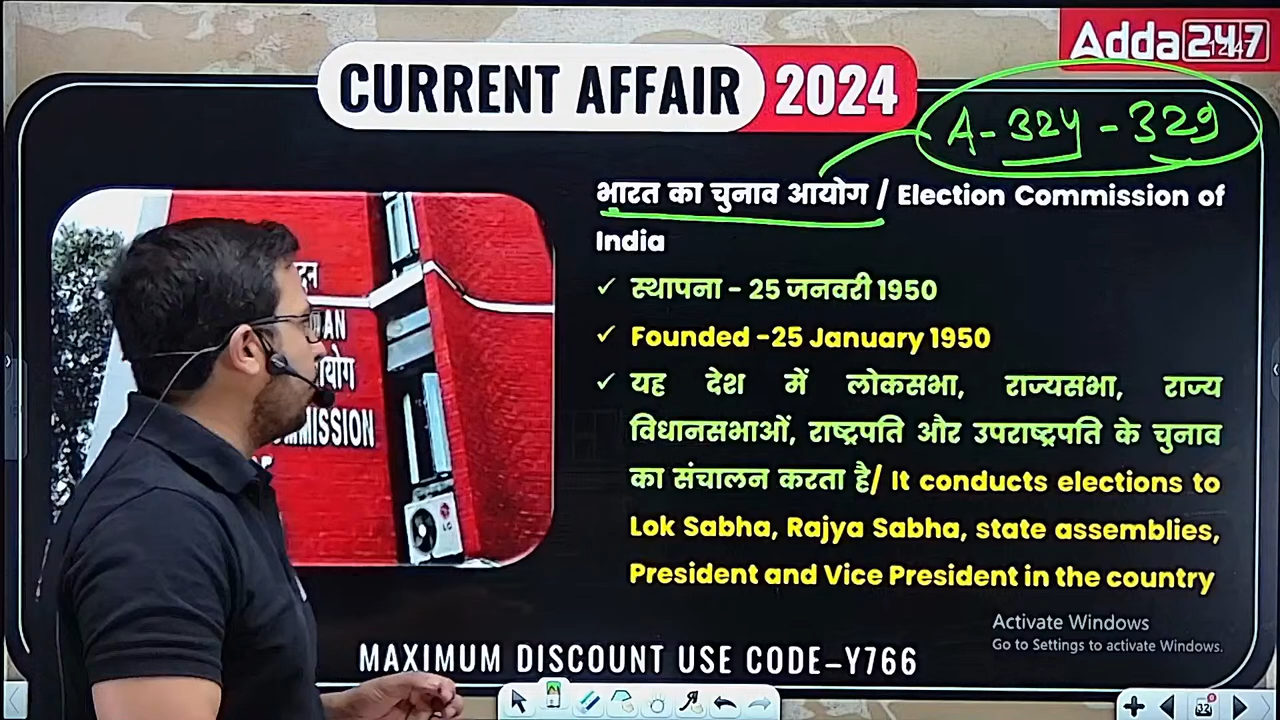 Adda247
CURRENT AFFAIR 2024
A - 324 - 329
भारत का चुनाव आयोग / Election Commission of
India
✓ स्थापना - 25 जनवरी 1950
✓ Founded -25 January 1950
✓ यह देश में लोकसभा, राज्यसभा, राज्य
विधानसभाओं, राष्ट्रपति और उपराष्ट्रपति के चुनाव
का संचालन करता है/ It conducts elections to
Lok Sabha, Rajya Sabha, state assemblies,
President and Vice President in the country
Activate Windows
Go to Settings to activate Windows.
MAXIMUM DISCOUNT USE CODE-Y766
32
LG